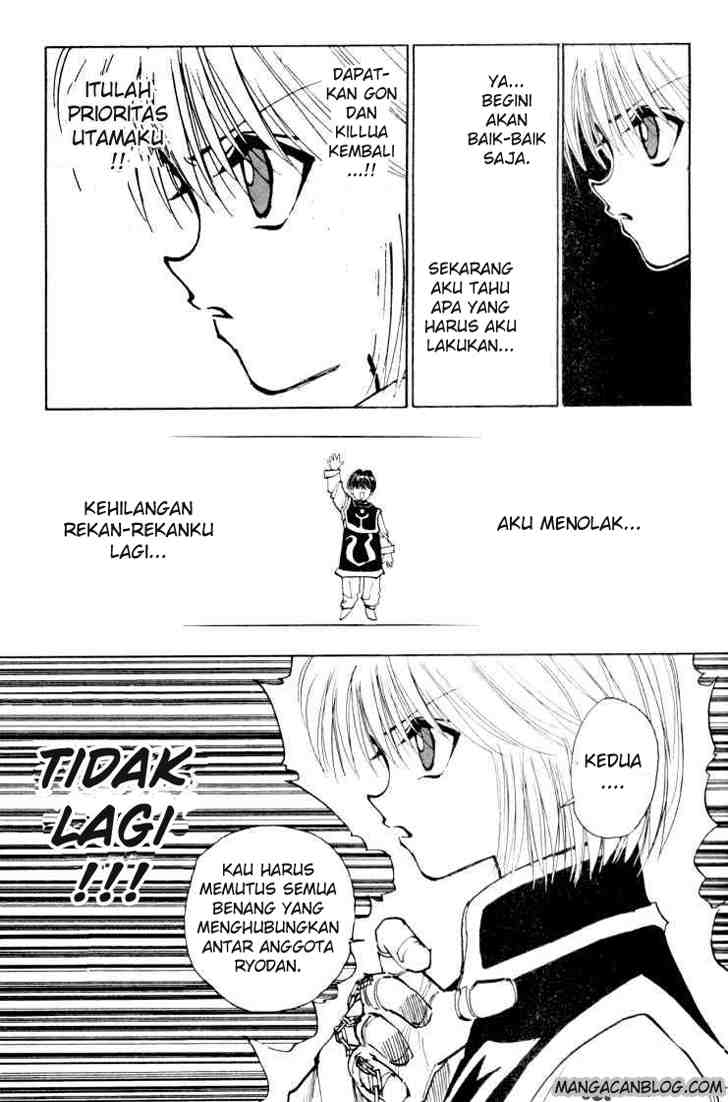 YA...
BEGINI
AKAN
BAIK-BAIK
SAJA.
SEKARANG
AKU TAHU
APA YANG
HARUS AKU
LAKUKAN...
DAPAT-
KAN GON
DAN
KILLUA
KEMBALI
...!!
ITULAH
PRIORITAS
UTAMAKU
!!
AKU MENOLAK...
KEHILANGAN
REKAN-REKANKU
LAGI...
KEDUA
....
TIDAK
LAGI
!!!
KAU HARUS
MEMUTUS SEMUA
BENANG YANG
MENGHUBUNGKAN
ANTAR ANGGOTA
RYODAN.
MANGACANBLOG.COM